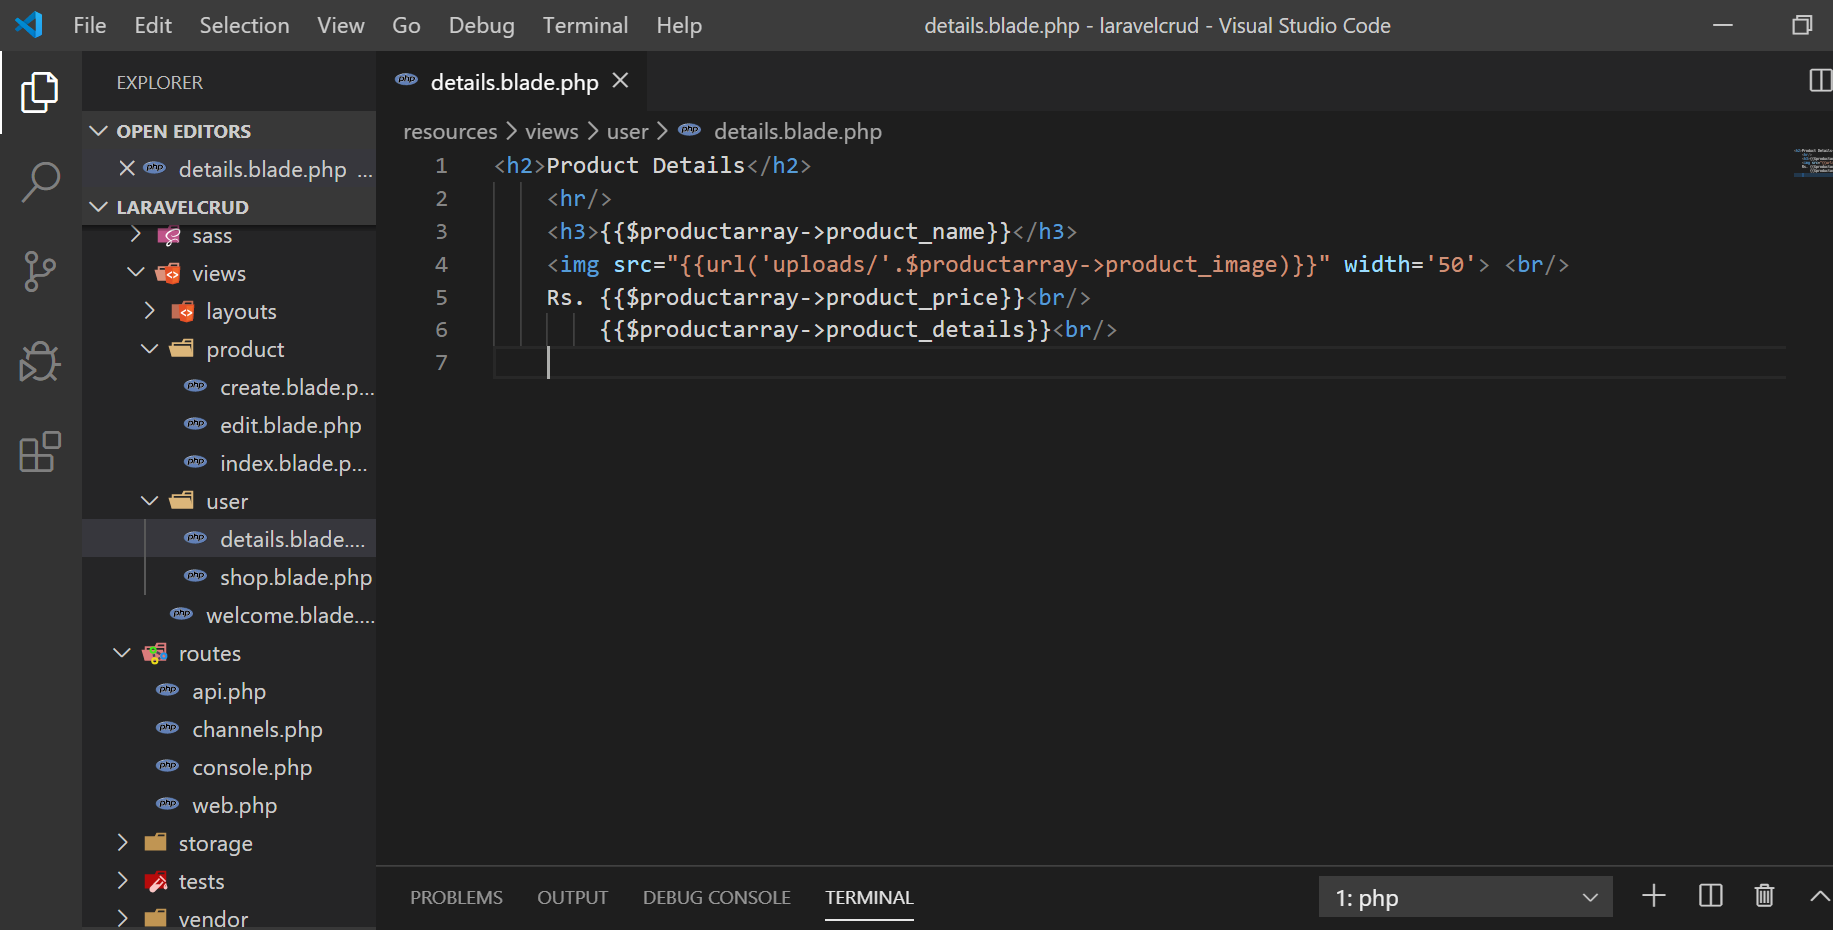 File Edit Selection View Go Debug Terminal Help details.blade.php - laravelcrud - Visual Studio Code
EXPLORER
OPEN EDITORS
details.blade.php ...
LARAVELCRUD
sass
views
layouts
product
create.blade.p...
edit.blade.php
index.blade.p...
user
details.blade....
shop.blade.php
welcome.blade....
routes
api.php
channels.php
console.php
web.php
storage
tests
vendor
details.blade.php
resources > views > user > details.blade.php
1 <h2>Product Details</h2>
2 <hr/>
3 <h3>{{$productarray->product_name}}</h3>
4 <img src="{{url('uploads/'.$productarray->product_image)}}" width='50'> <br/>
5 Rs. {{$productarray->product_price}}<br/>
6 {{$productarray->product_details}}<br/>
7
PROBLEMS OUTPUT DEBUG CONSOLE TERMINAL 1: php